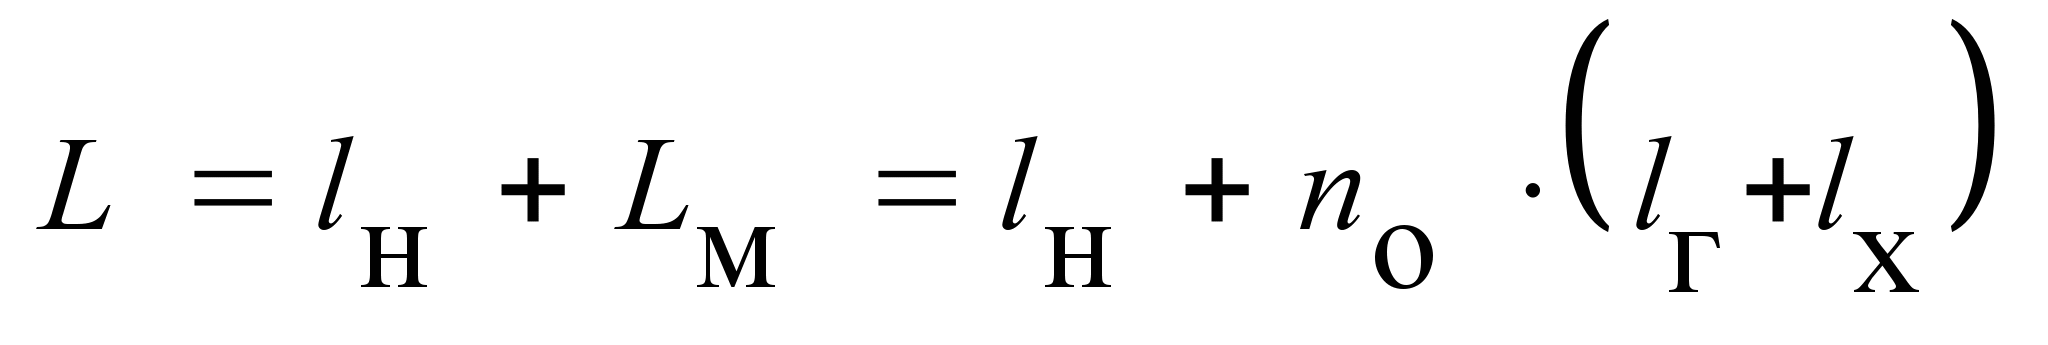 L = lн + Lм = lн + nо · (lг+lх)